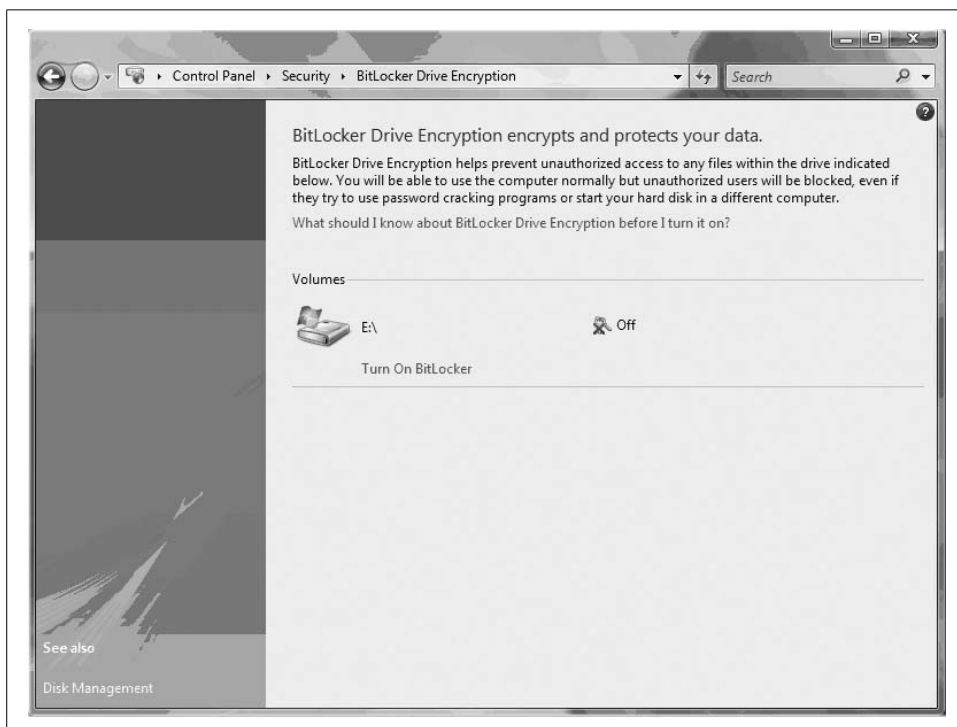 Control Panel ▸ Security ▸ BitLocker Drive Encryption
Search
BitLocker Drive Encryption encrypts and protects your data.
BitLocker Drive Encryption helps prevent unauthorized access to any files within the drive indicated
below. You will be able to use the computer normally but unauthorized users will be blocked, even if
they try to use password cracking programs or start your hard disk in a different computer.
What should I know about BitLocker Drive Encryption before I turn it on?
Volumes
E:\
Off
Turn On BitLocker
See also
Disk Management